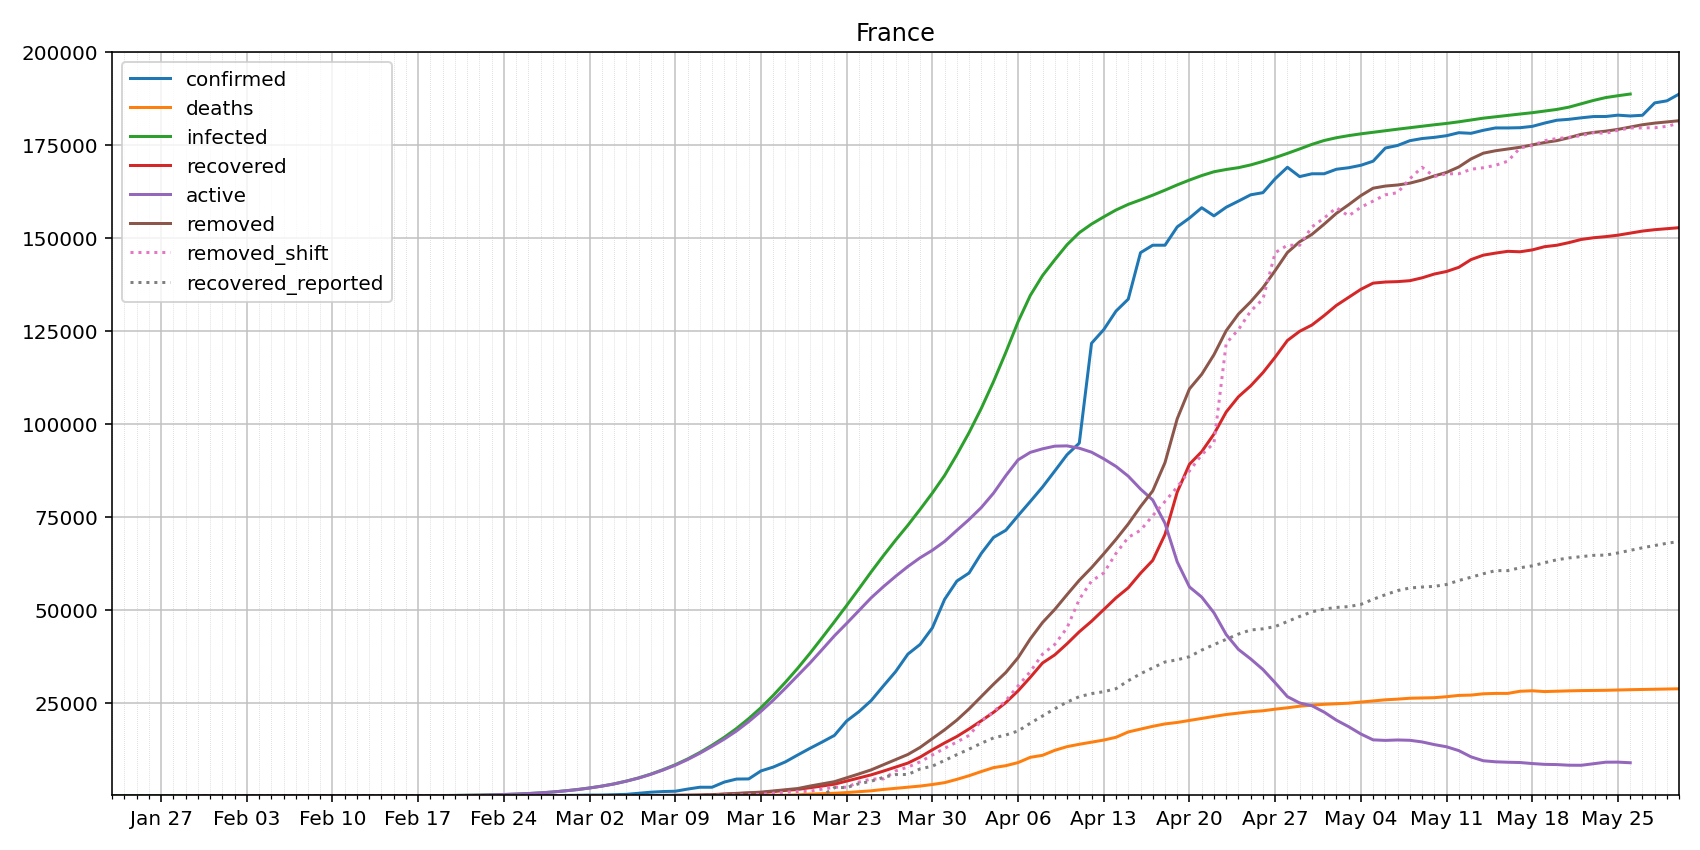 France
200000
175000
150000
125000
100000
75000
50000
25000
confirmed
deaths
infected
recovered
active
removed
removed_shift
recovered_reported
Jan 27 Feb 03 Feb 10 Feb 17 Feb 24 Mar 02 Mar 09 Mar 16 Mar 23 Mar 30 Apr 06 Apr 13 Apr 20 Apr 27 May 04 May 11 May 18 May 25